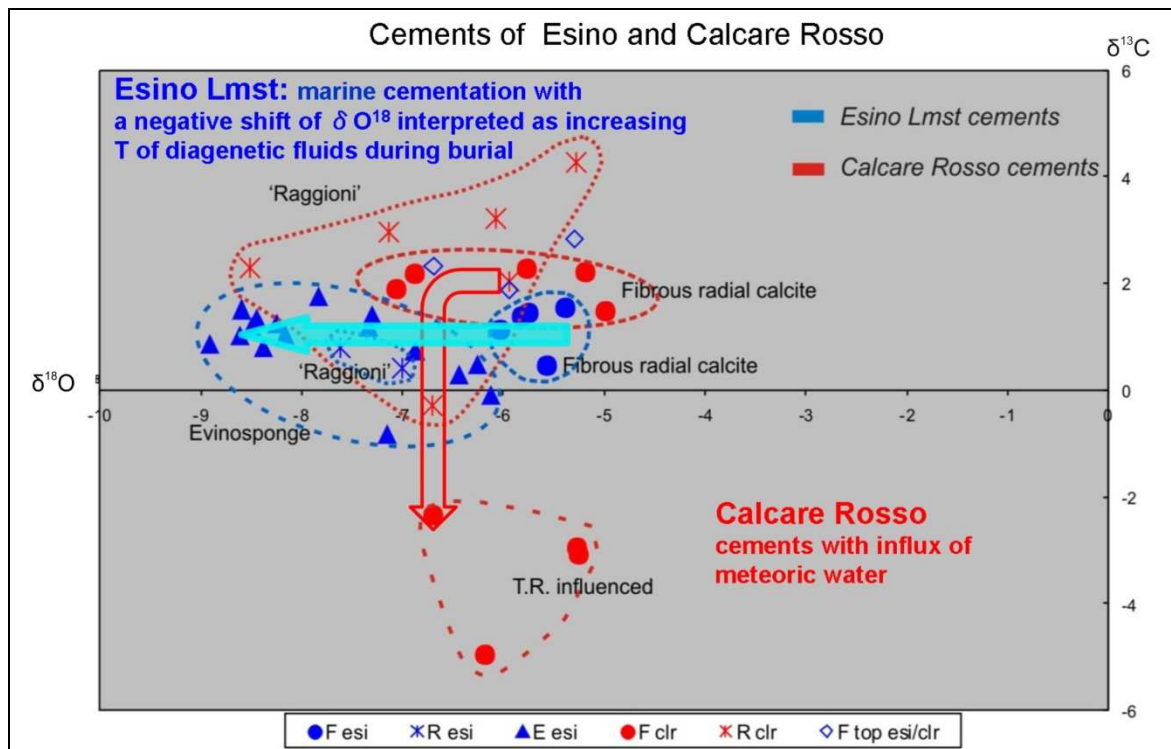 Cements of Esino and Calcare Rosso
δ¹³C
Esino Lmst: marine cementation with
a negative shift of δ O¹⁸ interpreted as increasing
T of diagenetic fluids during burial
Esino Lmst cements
Calcare Rosso cements
'Raggioni'
Fibrous radial calcite
'Raggioni'
Fibrous radial calcite
Evinosponge
δ¹⁸O
6
4
2
0
-2
-4
-6
-10 -9 -8 -7 -6 -5 -4 -3 -2 -1 0
Calcare Rosso
cements with influx of
meteoric water
T.R. influenced
F esi R esi E esi F clr R clr F top esi/clr